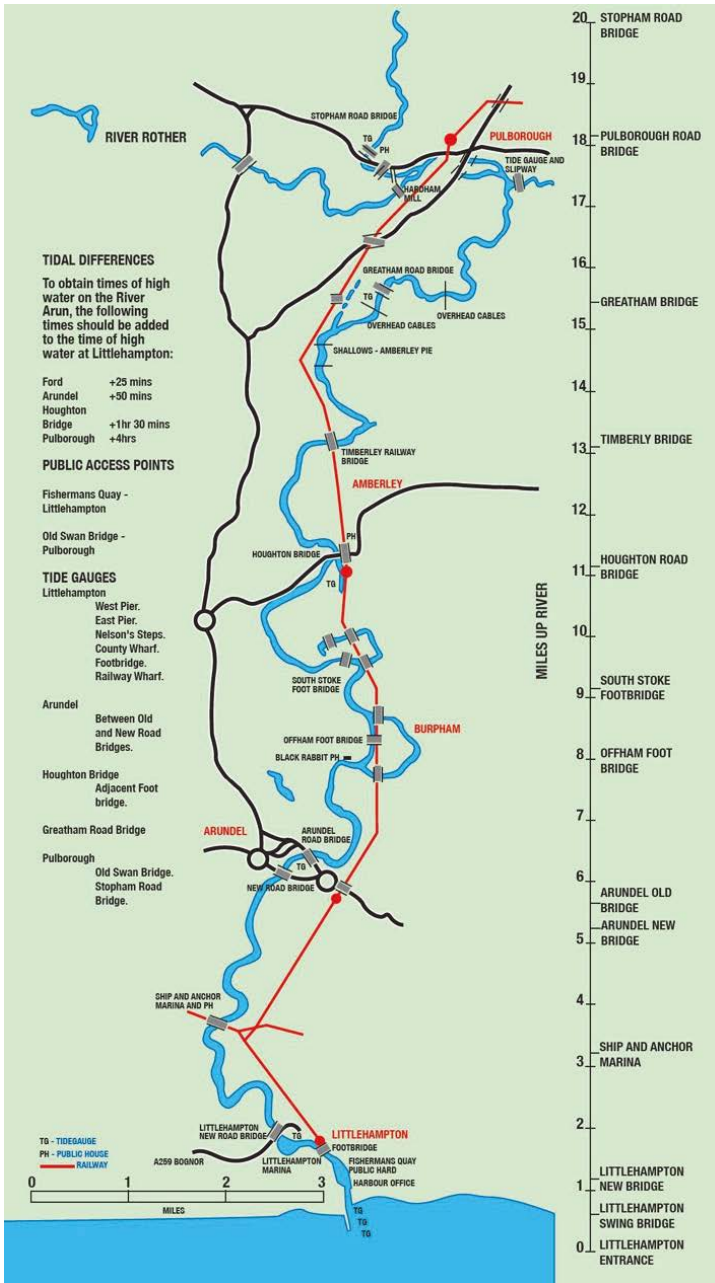 RIVER ROTHER
TIDAL DIFFERENCES
To obtain times of high
water on the River
Arun, the following
times should be added
to the time of high
water at Littlehampton:
Ford +25 mins
Arundel +50 mins
Houghton
Bridge +1hr 30 mins
Pulborough +4hrs
PUBLIC ACCESS POINTS
Fishermans Quay -
Littlehampton
Old Swan Bridge -
Pulborough
TIDE GAUGES
Littlehampton
West Pier.
East Pier.
Nelson's Steps.
County Wharf.
Footbridge.
Railway Wharf.
Arundel
Between Old
and New Road
Bridges.
Houghton Bridge
Adjacent Foot
bridge.
Greatham Road Bridge
Pulborough
Old Swan Bridge.
Stopham Road
Bridge.
STOPHAM ROAD BRIDGE
TG
PH
PULBOROUGH
HARDHAM
MILL
TIDE GAUGE AND
SLIPWAY
GREATHAM ROAD BRIDGE
TG
OVERHEAD CABLES
OVERHEAD CABLES
SHALLOWS - AMBERLEY PIE
TIMBERLEY RAILWAY
BRIDGE
AMBERLEY
PH
HOUGHTON BRIDGE
TG
SOUTH STOKE
FOOT BRIDGE
BURPHAM
OFFHAM FOOT BRIDGE
BLACK RABBIT PH
ARUNDEL
ARUNDEL
ROAD BRIDGE
TG
NEW ROAD BRIDGE
SHIP AND ANCHOR
MARINA AND PH
LITTLEHAMPTON
NEW ROAD BRIDGE
TG
LITTLEHAMPTON
FOOTBRIDGE
A259 BOGNOR
LITTLEHAMPTON
MARINA
FISHERMANS QUAY
PUBLIC HARD
HARBOUR OFFICE
TG
TG
TG
TG - TIDEGAUGE
PH - PUBLIC HOUSE
RAILWAY
0 1 2 3
MILES
MILES UP RIVER
20 STOPHAM ROAD
BRIDGE
19
18 PULBOROUGH ROAD
BRIDGE
17
16
GREATHAM BRIDGE
15
14
TIMBERLY BRIDGE
13
12
HOUGHTON ROAD
11 BRIDGE
10
SOUTH STOKE
9 FOOTBRIDGE
OFFHAM FOOT
8 BRIDGE
7
6
ARUNDEL OLD
BRIDGE
ARUNDEL NEW
5 BRIDGE
4
SHIP AND ANCHOR
3 MARINA
2
LITTLEHAMPTON
1 NEW BRIDGE
LITTLEHAMPTON
SWING BRIDGE
0 LITTLEHAMPTON
ENTRANCE